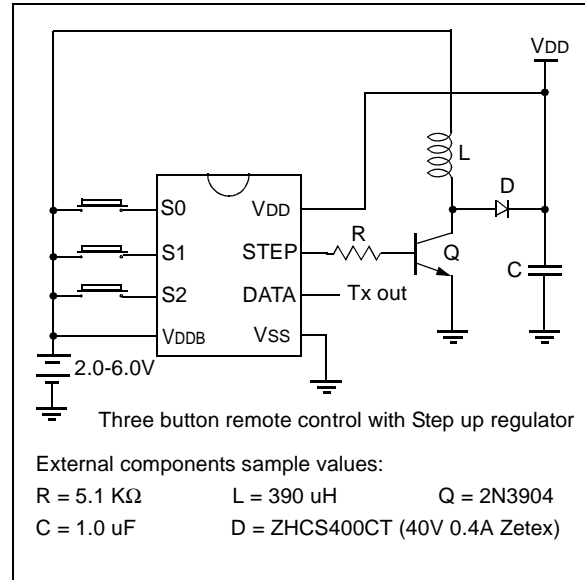 VDD
L
D
S0
VDD
R
S1
STEP
Q
C
S2
DATA
Tx out
VDDB
VSS
2.0-6.0V
Three button remote control with Step up regulator
External components sample values:
R = 5.1 KΩ L = 390 uH Q = 2N3904
C = 1.0 uF D = ZHCS400CT (40V 0.4A Zetex)